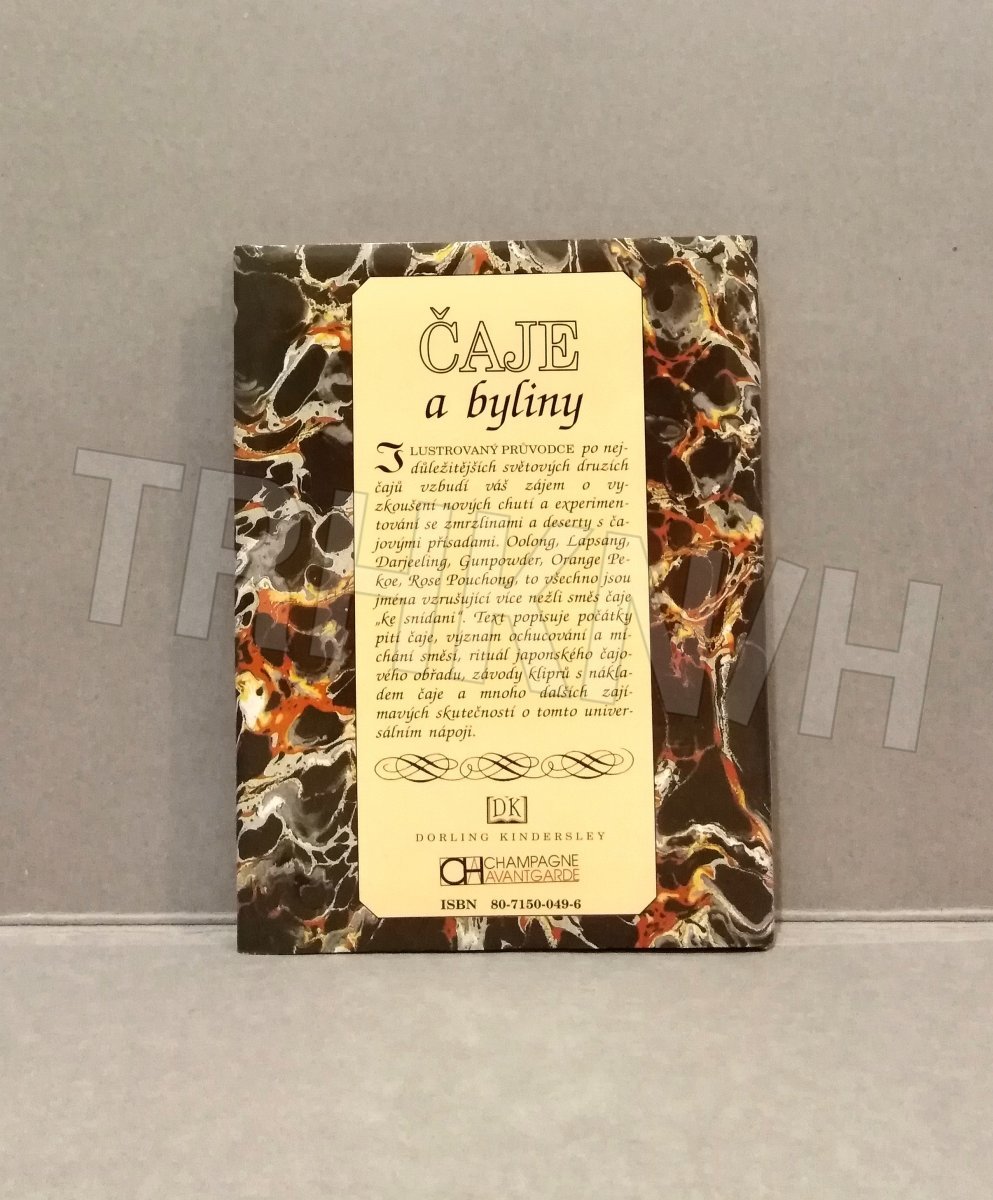 ČAJE
a byliny
ILUSTROVANÝ PRŮVODCE po nej-
důležitějších světových druzích
čajů vzbudí váš zájem o vy-
zkoušení nových chutí a experimen-
tování se zmrzlinami a deserty s ča-
jovými přísadami. Oolong, Lapsang,
Darjeeling, Gunpowder, Orange Pe-
koe, Rose Pouchong, to všechno jsou
jména vzrušující více nežli směs čaje
„ke snídani“. Text popisuje počátky
pití čaje, význam ochucování a mí-
chání směsí, rituál japonského čajo-
vého obřadu, závody kliprů s nákla-
dem čaje a mnoho dalších zají-
mavých skutečností o tomto univer-
sálním nápoji.
DK
DORLING KINDERSLEY
CHA CHAMPAGNE
AVANTGARDE
ISBN 80-7150-049-6
TRHKNIH